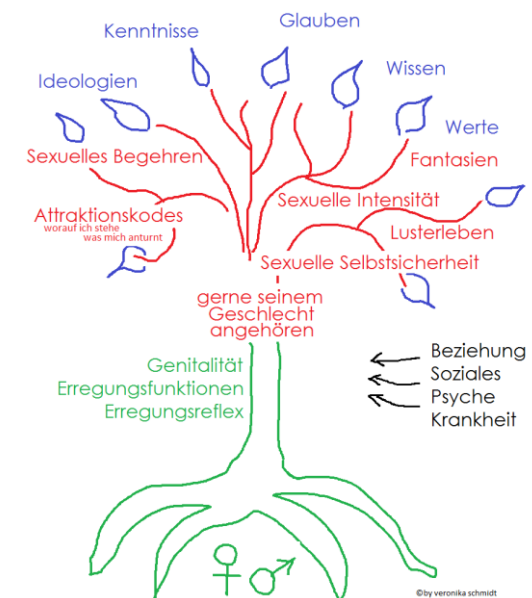 Glauben
Kenntnisse
Wissen
Ideologien
Werte
Sexuelles Begehren
Fantasien
Sexuelle Intensität
Attraktionskodes
worauf ich stehe
was mich anturnt
Lusterleben
Sexuelle Selbstsicherheit
gerne seinem
Geschlecht
angehören
Genitalität
Erregungsfunktionen
Erregungsreflex
Beziehung
Soziales
Psyche
Krankheit
©by veronika schmidt